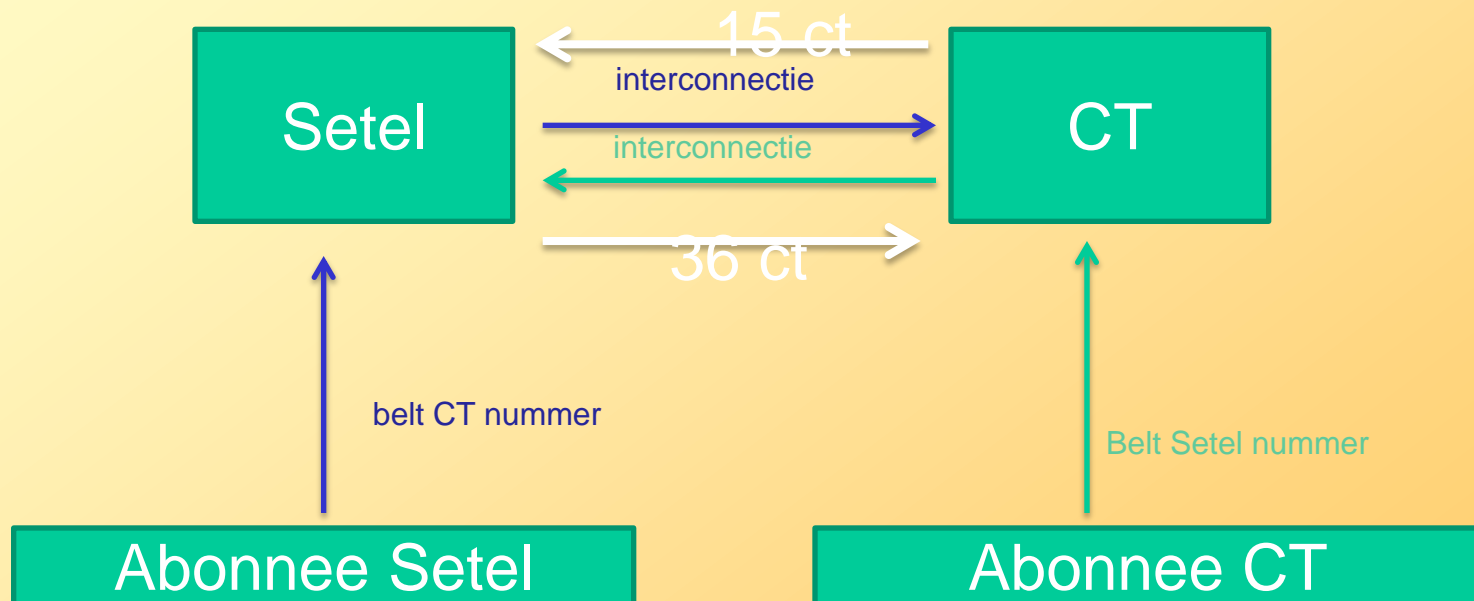 15 ct
interconnectie
Setel
CT
interconnectie
36 ct
belt CT nummer
Belt Setel nummer
Abonnee Setel
Abonnee CT